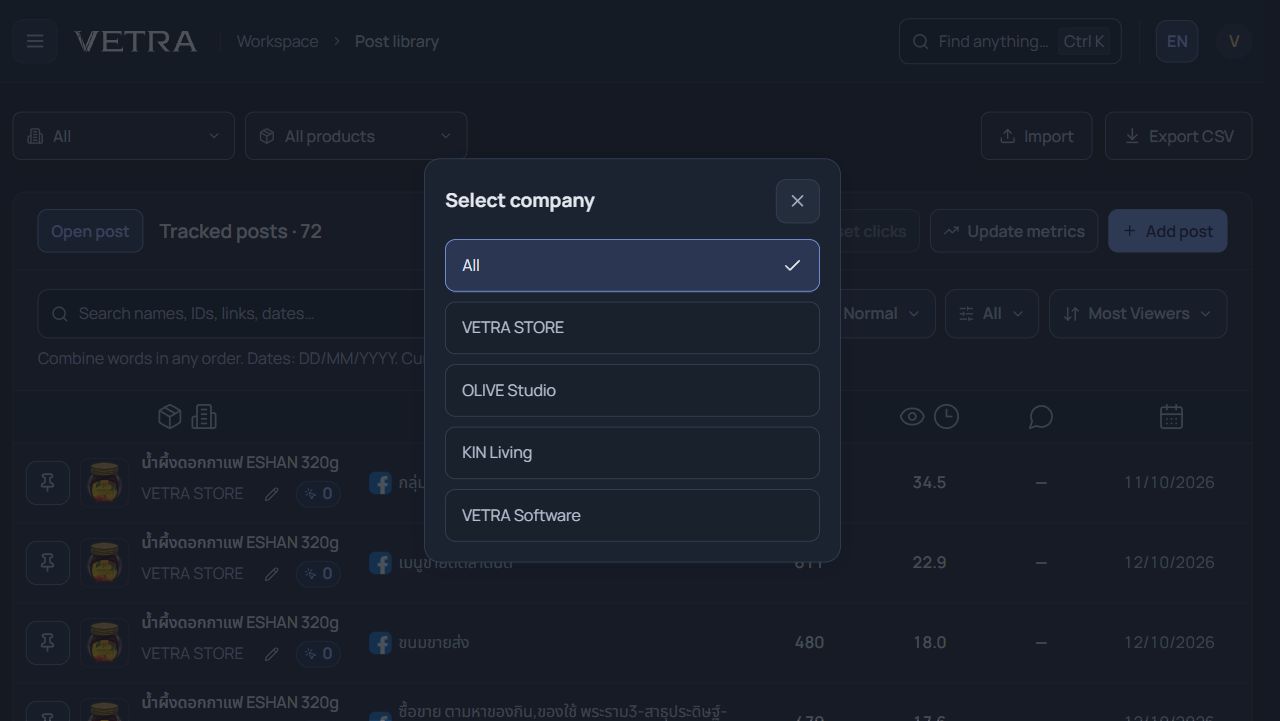 VETRA
Workspace › Post library
Find anything... Ctrl K
EN
V
All
All products
Import
Export CSV
Select company
Open post
Tracked posts · 72
set clicks
Update metrics
+ Add post
All
Search names, IDs, links, dates...
VETRA STORE
Normal
All
Most Viewers
Combine words in any order. Dates: DD/MM/YYYY.
OLIVE Studio
KIN Living
VETRA Software
น้ำผึ้งดอกกาแฟ ESHAN 320g
VETRA STORE 0
34.5 – 11/10/2026
น้ำผึ้งดอกกาแฟ ESHAN 320g
VETRA STORE 0
22.9 – 12/10/2026
น้ำผึ้งดอกกาแฟ ESHAN 320g
VETRA STORE 0
ขนมขายส่ง 480 18.0 – 12/10/2026
น้ำผึ้งดอกกาแฟ ESHAN 320g
ซื้อขาย ตามหาของกิน,ของใช้ พระราม3-สาธุประดิษฐ์-